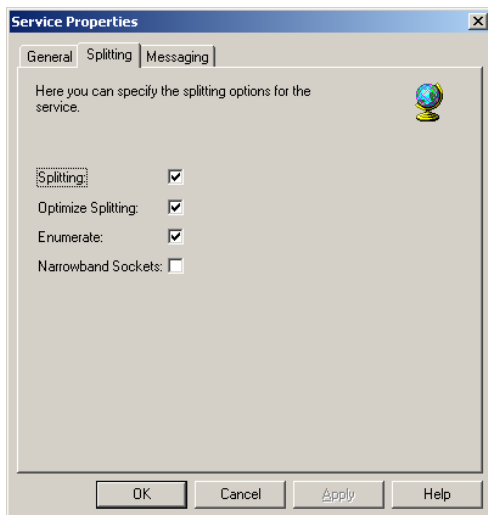 Service Properties
General Splitting Messaging
Here you can specify the splitting options for the
service.
Splitting:
Optimize Splitting:
Enumerate:
Narrowband Sockets:
OK Cancel Apply Help